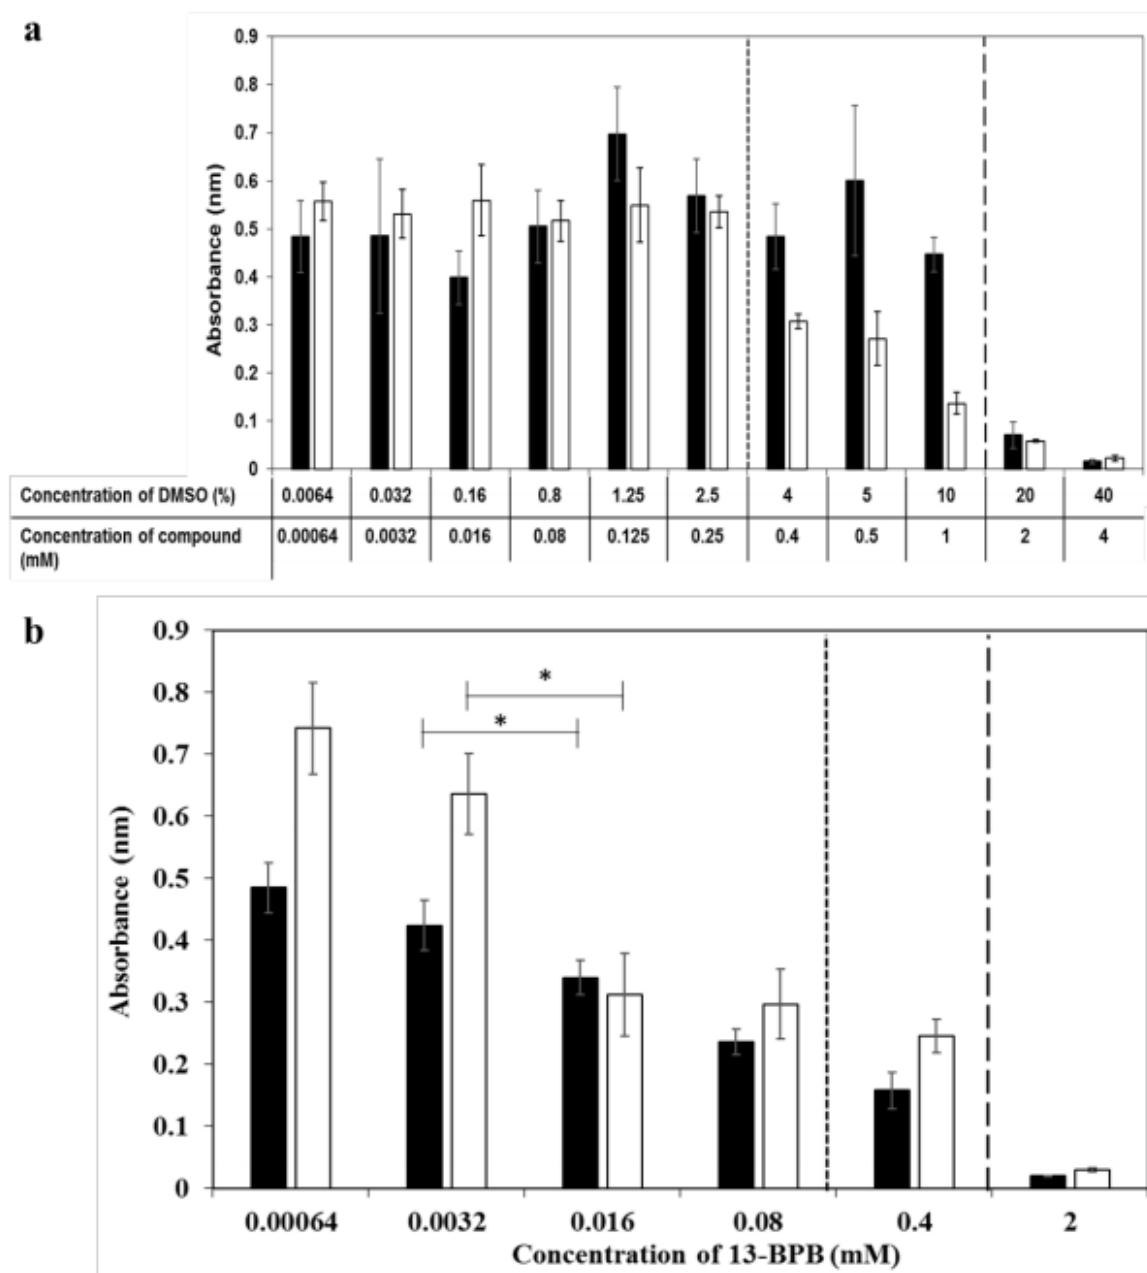 a
0.9
0.8
0.7
0.6
0.5
0.4
0.3
0.2
0.1
0
Absorbance (nm)
Concentration of DMSO (%) 0.0064 0.032 0.16 0.8 1.25 2.5 4 5 10 20 40
Concentration of compound (mM) 0.00064 0.0032 0.016 0.08 0.125 0.25 0.4 0.5 1 2 4
b
0.9
0.8
0.7
0.6
0.5
0.4
0.3
0.2
0.1
0
Absorbance (nm)
*
*
0.00064 0.0032 0.016 0.08 0.4 2
Concentration of 13-BPB (mM)